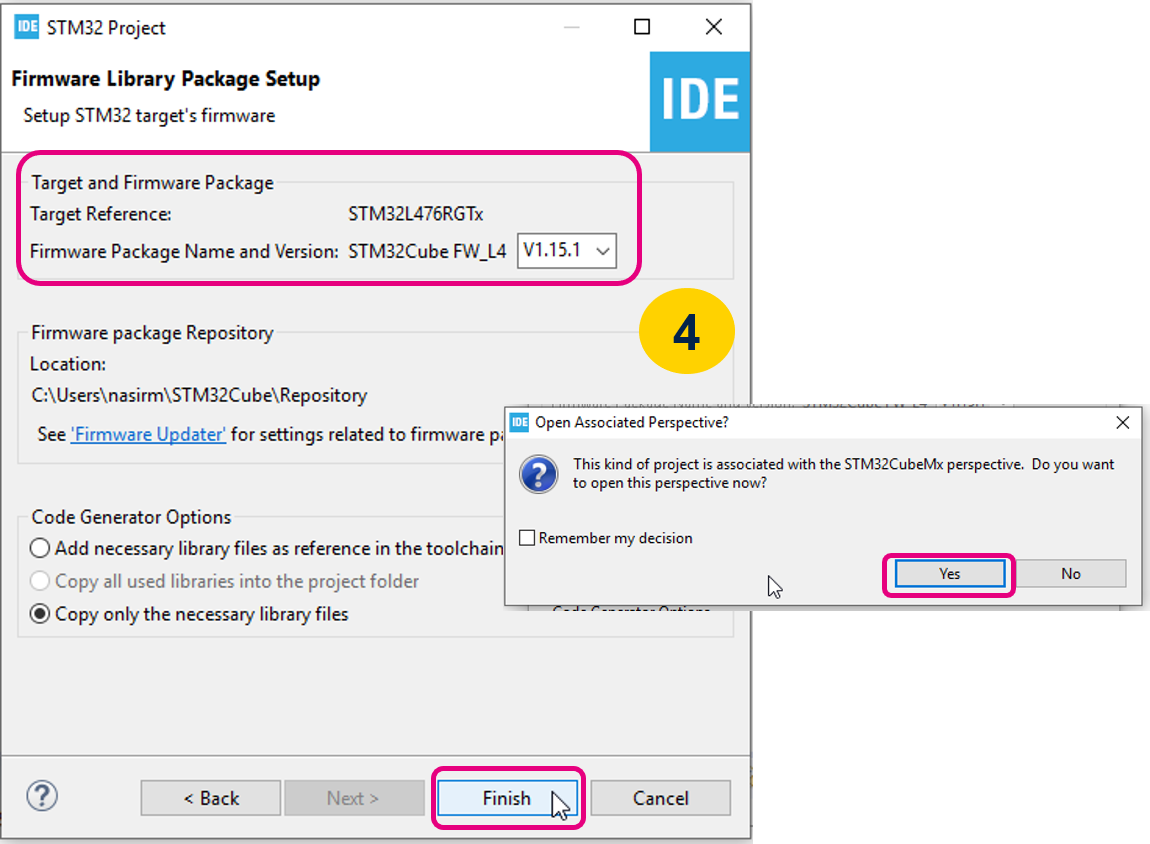 IDE STM32 Project
Firmware Library Package Setup
Setup STM32 target's firmware
IDE
Target and Firmware Package
Target Reference: STM32L476RGTx
Firmware Package Name and Version: STM32Cube FW_L4 V1.15.1
4
Firmware package Repository
Location:
C:\Users\nasirm\STM32Cube\Repository
See 'Firmware Updater' for settings related to firmware pa
Code Generator Options
Add necessary library files as reference in the toolchain
Copy all used libraries into the project folder
Copy only the necessary library files
? < Back Next > Finish Cancel
IDE Open Associated Perspective?
? This kind of project is associated with the STM32CubeMx perspective. Do you want
to open this perspective now?
Remember my decision
Yes No